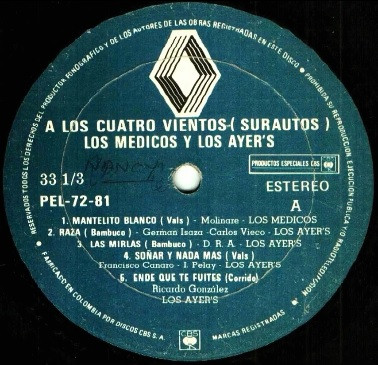 RESERVADOS TODOS LOS DERECHOS DEL PRODUCTOR FONOGRAFICO Y DE LOS AUTORES DE LAS OBRAS REGISTRADAS EN ESTE DISCO • PROHIBIDA SU REPRODUCCION, EJECUCION PUBLICA Y/O RADIOTELEDIFUSION
A LOS CUATRO VIENTOS-( SURAUTOS )
LOS MEDICOS Y LOS AYER'S
NANCY
PRODUCTOS ESPECIALES CBS
33 1/3
ESTEREO
PEL-72-81
A
1. MANTELITO BLANCO ( Vals ) - Molinare - LOS MEDICOS
2. RAZA ( Bambuco ) - German Isaza - Carlos Vieco - LOS AYER'S
3. LAS MIRLAS ( Bambuco ) - D. R. A. - LOS AYER'S
4. SOÑAR Y NADA MAS ( Vals )
Francisco Canaro - I. Pelay - LOS AYER'S
5. ENDE QUE TE FUITES (Corrido)
Ricardo González
LOS AYER'S
• FABRICADO EN COLOMBIA POR DISCOS CBS S. A.
CBS
MARCAS REGISTRADAS •